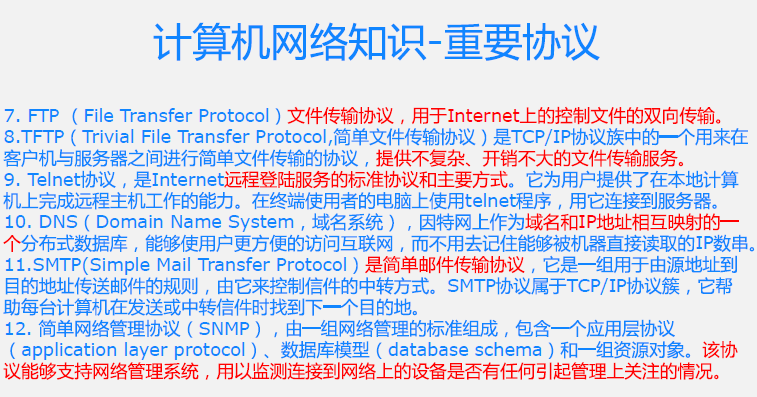 计算机网络知识-重要协议
7. FTP （File Transfer Protocol）文件传输协议，用于Internet上的控制文件的双向传输。
8.TFTP（Trivial File Transfer Protocol,简单文件传输协议）是TCP/IP协议族中的一个用来在
客户机与服务器之间进行简单文件传输的协议，提供不复杂、开销不大的文件传输服务。
9. Telnet协议，是Internet远程登陆服务的标准协议和主要方式。它为用户提供了在本地计算
机上完成远程主机工作的能力。在终端使用者的电脑上使用telnet程序，用它连接到服务器。
10. DNS（Domain Name System，域名系统），因特网上作为域名和IP地址相互映射的一
个分布式数据库，能够使用户更方便的访问互联网，而不用去记住能够被机器直接读取的IP数串。
11.SMTP(Simple Mail Transfer Protocol）是简单邮件传输协议，它是一组用于由源地址到
目的地址传送邮件的规则，由它来控制信件的中转方式。SMTP协议属于TCP/IP协议簇，它帮
助每台计算机在发送或中转信件时找到下一个目的地。
12. 简单网络管理协议（SNMP），由一组网络管理的标准组成，包含一个应用层协议
（application layer protocol）、数据库模型（database schema）和一组资源对象。该协
议能够支持网络管理系统，用以监测连接到网络上的设备是否有任何引起管理上关注的情况。